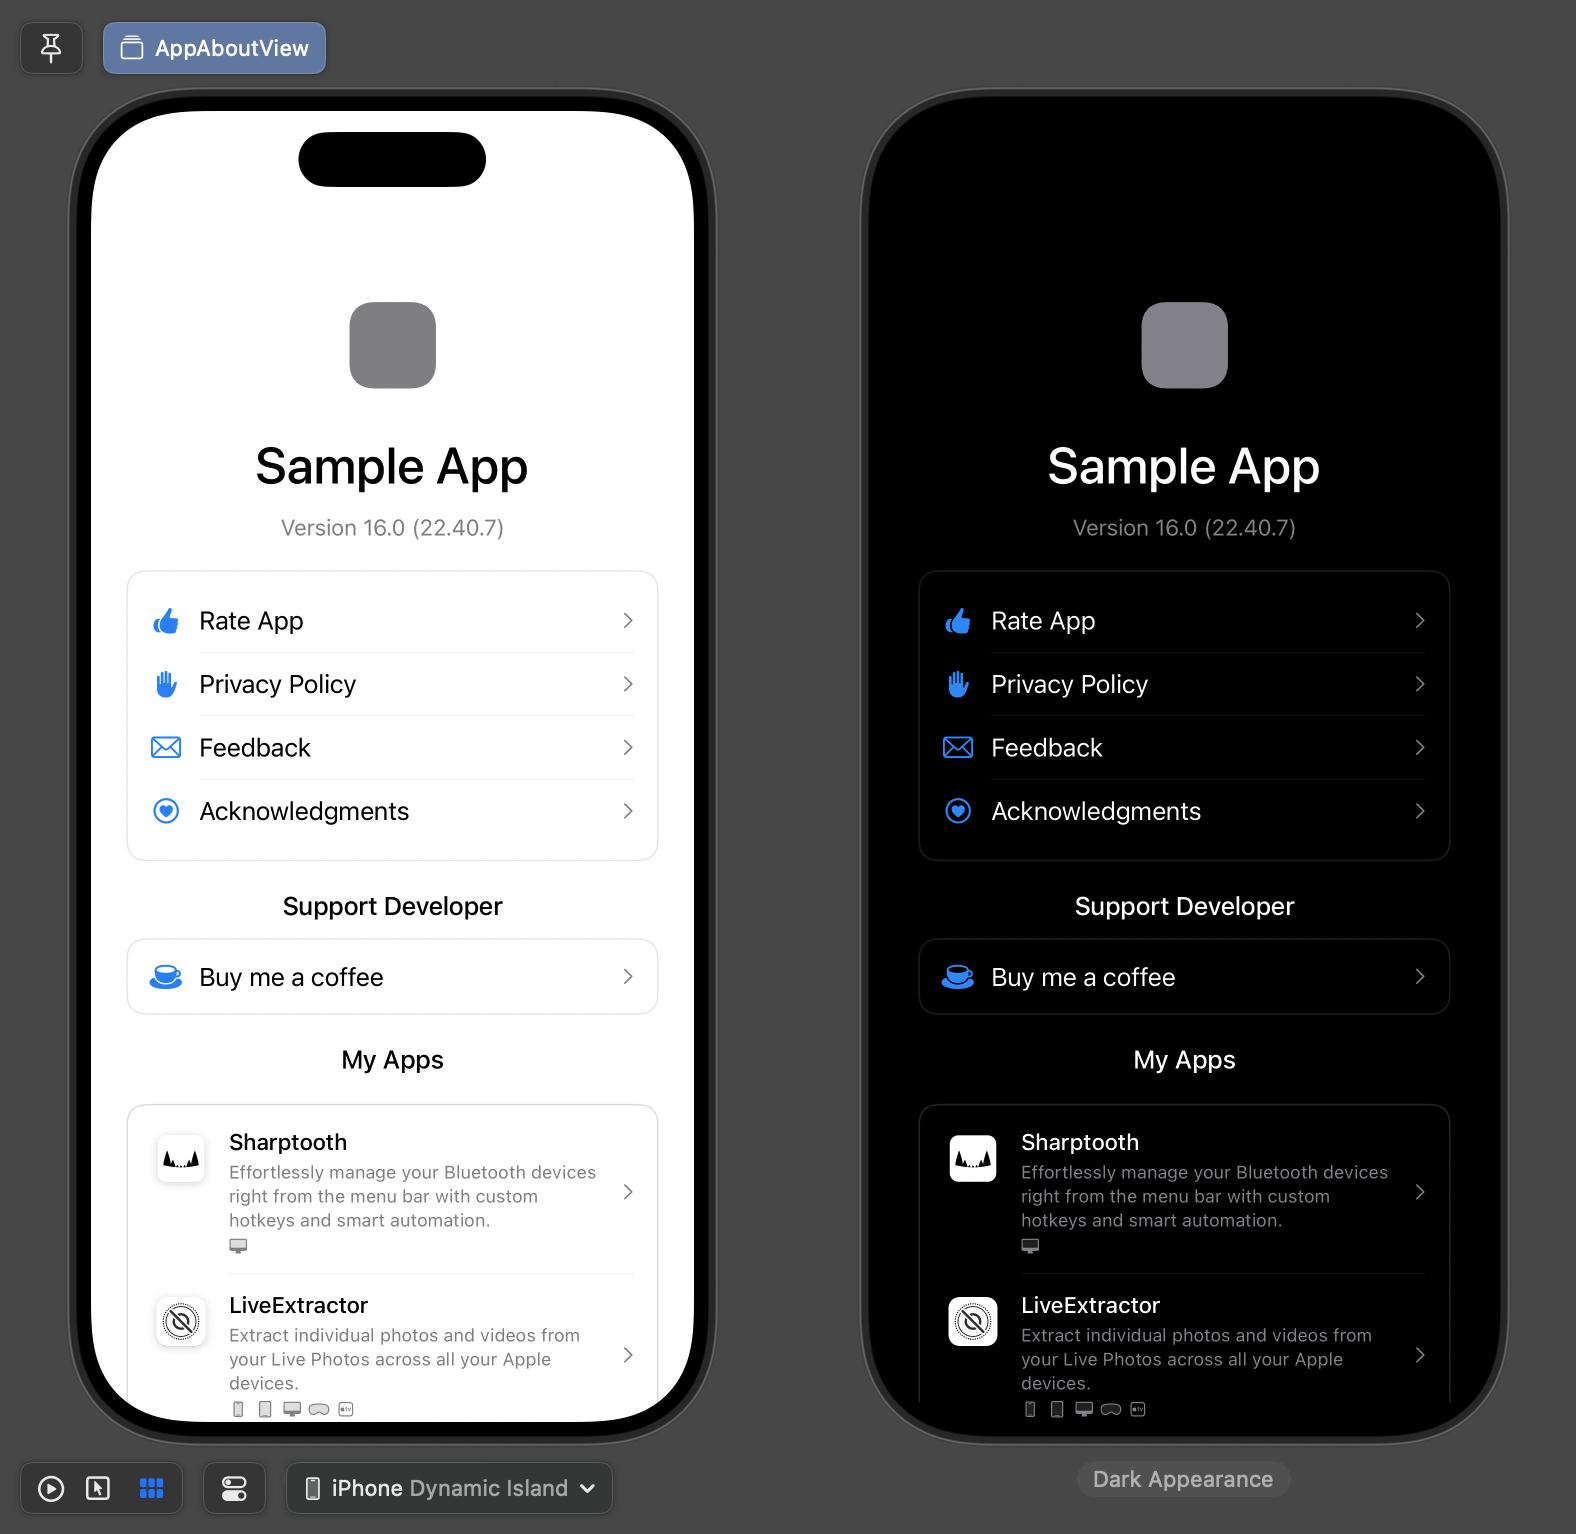 AppAboutView
Sample App
Version 16.0 (22.40.7)
Rate App
Privacy Policy
Feedback
Acknowledgments
Support Developer
Buy me a coffee
My Apps
Sharptooth
Effortlessly manage your Bluetooth devices
right from the menu bar with custom
hotkeys and smart automation.
LiveExtractor
Extract individual photos and videos from
your Live Photos across all your Apple
devices.
tv
Sample App
Version 16.0 (22.40.7)
Rate App
Privacy Policy
Feedback
Acknowledgments
Support Developer
Buy me a coffee
My Apps
Sharptooth
Effortlessly manage your Bluetooth devices
right from the menu bar with custom
hotkeys and smart automation.
LiveExtractor
Extract individual photos and videos from
your Live Photos across all your Apple
devices.
tv
iPhone Dynamic Island
Dark Appearance